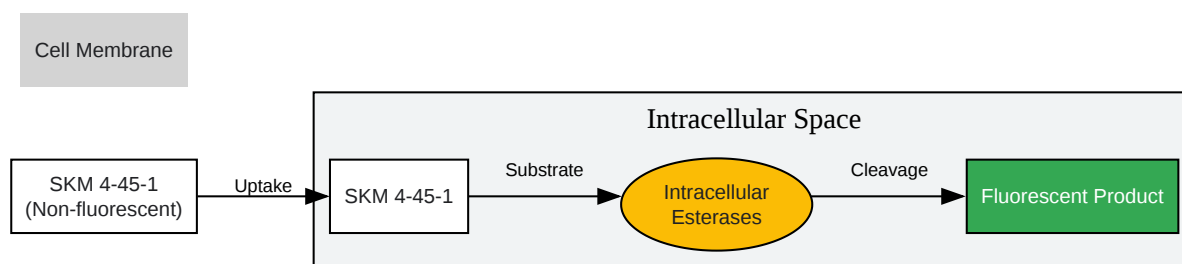 Cell Membrane
Intracellular Space
SKM 4-45-1
(Non-fluorescent)
Uptake
SKM 4-45-1
Substrate
Intracellular
Esterases
Cleavage
Fluorescent Product